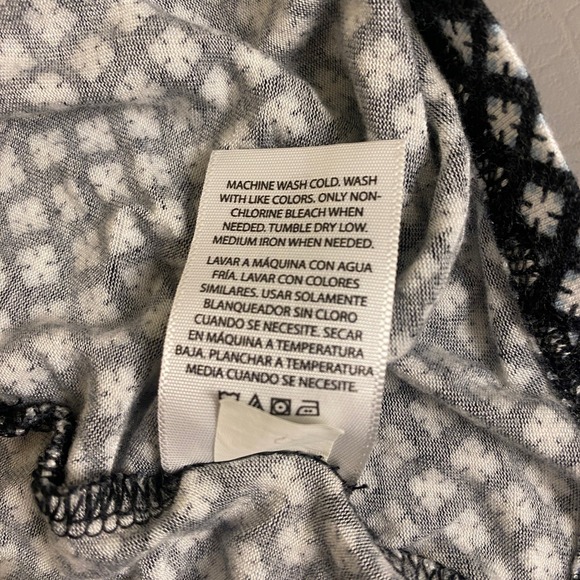 MACHINE WASH COLD. WASH
WITH LIKE COLORS. ONLY NON-
CHLORINE BLEACH WHEN
NEEDED. TUMBLE DRY LOW.
MEDIUM IRON WHEN NEEDED.
LAVAR A MÁQUINA CON AGUA
FRÍA. LAVAR CON COLORES
SIMILARES. USAR SOLAMENTE
BLANQUEADOR SIN CLORO
CUANDO SE NECESITE. SECAR
EN MÁQUINA A TEMPERATURA
BAJA. PLANCHAR A TEMPERATURA
MEDIA CUANDO SE NECESITE.